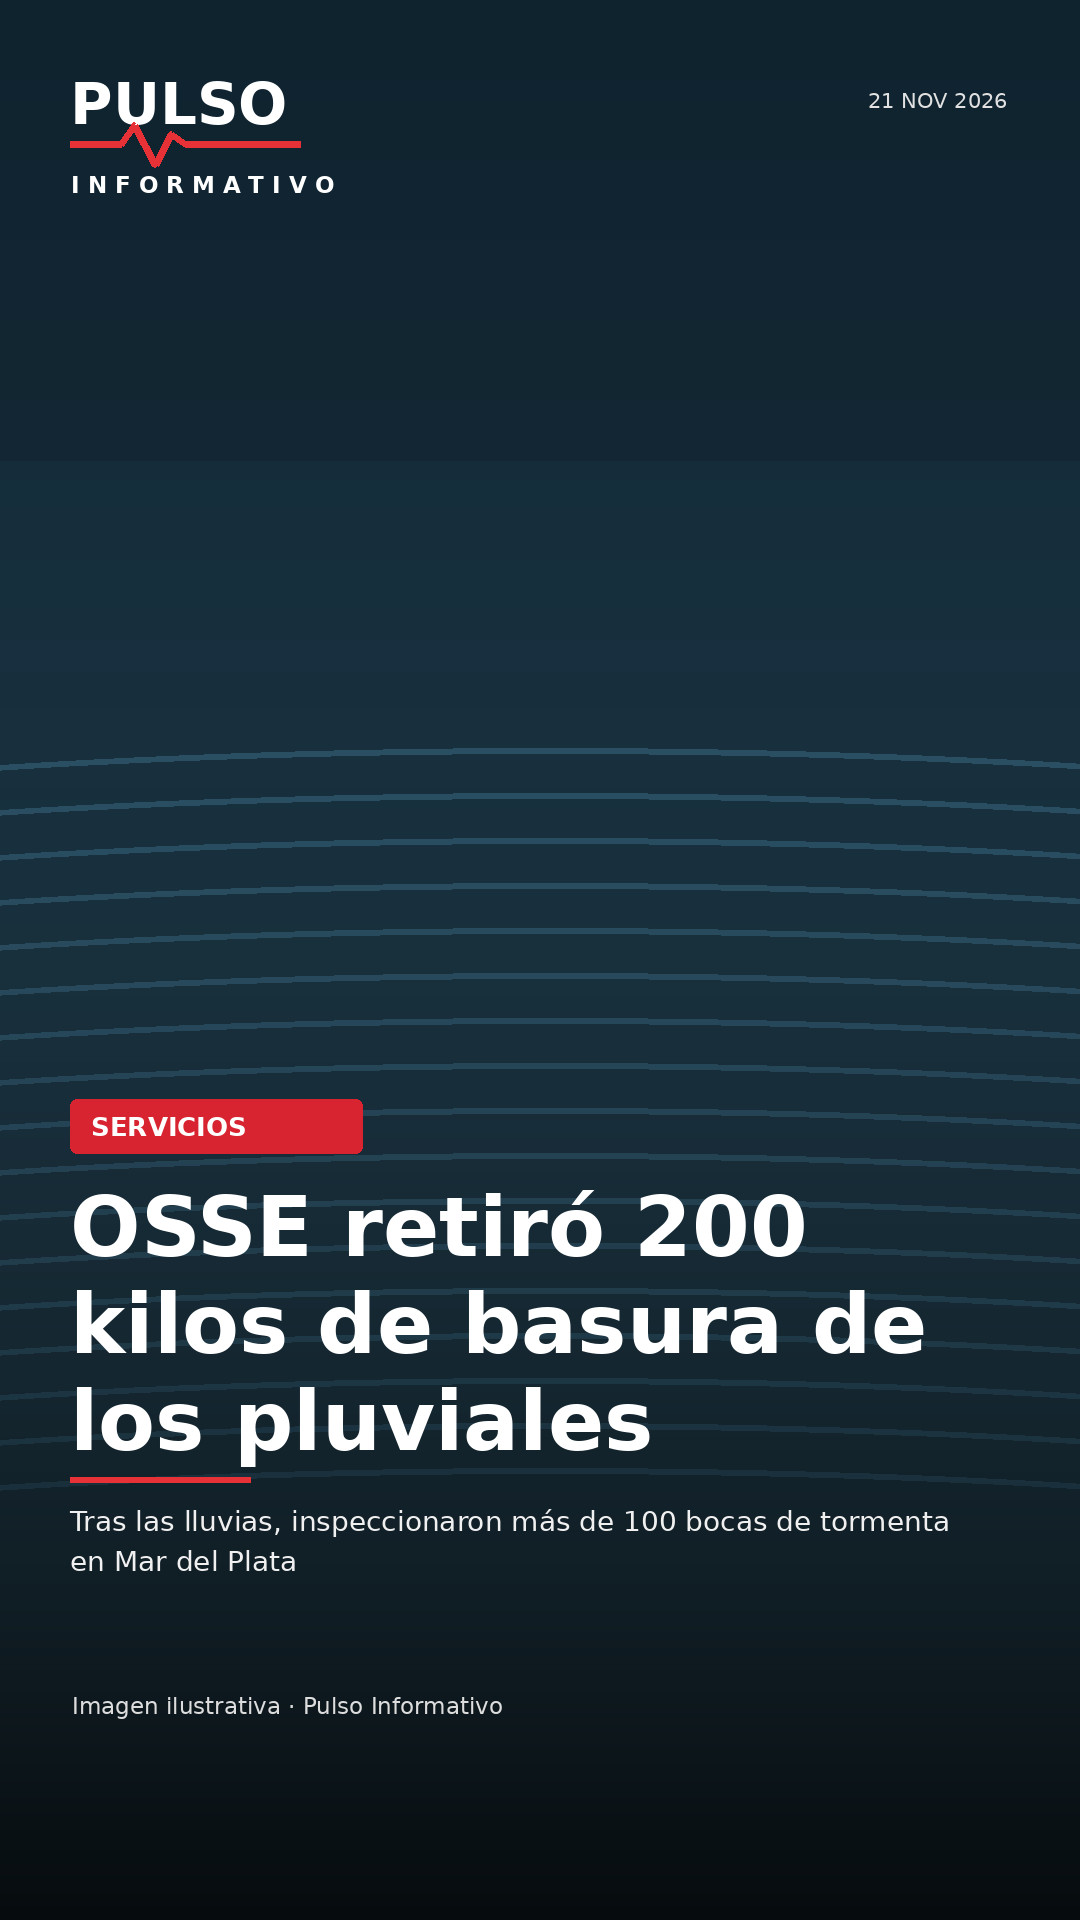 PULSO
INFORMATIVO
21 NOV 2026
SERVICIOS
OSSE retiró 200
kilos de basura de
los pluviales
Tras las lluvias, inspeccionaron más de 100 bocas de tormenta
en Mar del Plata
Imagen ilustrativa · Pulso Informativo